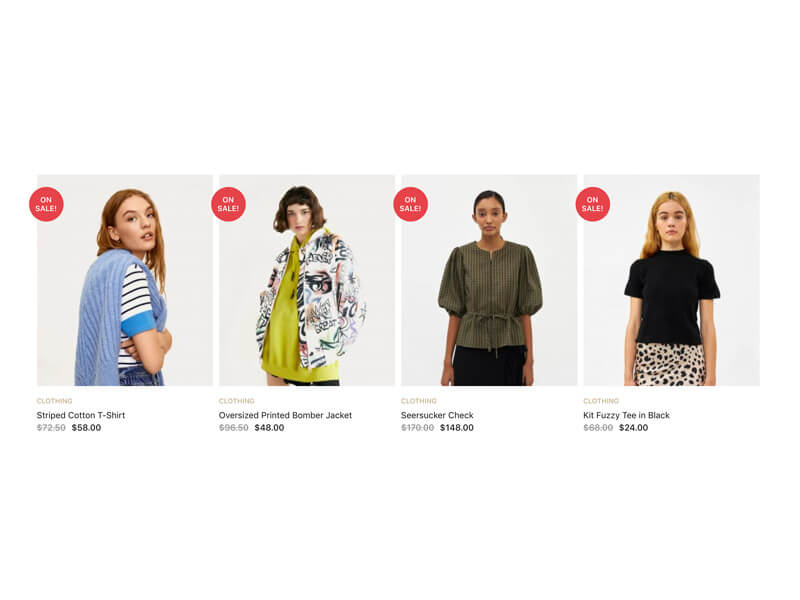 ON
SALE!
ON
SALE!
ON
SALE!
ON
SALE!
CLOTHING
Striped Cotton T-Shirt
$72.50 $58.00
CLOTHING
Oversized Printed Bomber Jacket
$96.50 $48.00
CLOTHING
Seersucker Check
$170.00 $148.00
CLOTHING
Kit Fuzzy Tee in Black
$68.00 $24.00